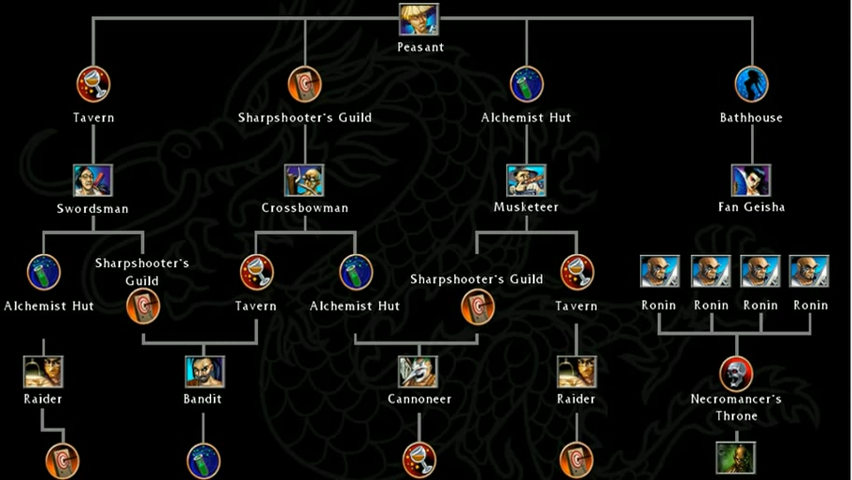 Peasant
Tavern
Sharpshooter's Guild
Alchemist Hut
Bathhouse
Swordsman
Crossbowman
Musketeer
Fan Geisha
Alchemist Hut
Sharpshooter's
Guild
Tavern
Alchemist Hut
Sharpshooter's Guild
Tavern
Ronin
Ronin
Ronin
Ronin
Raider
Bandit
Cannoneer
Raider
Necromancer's
Throne